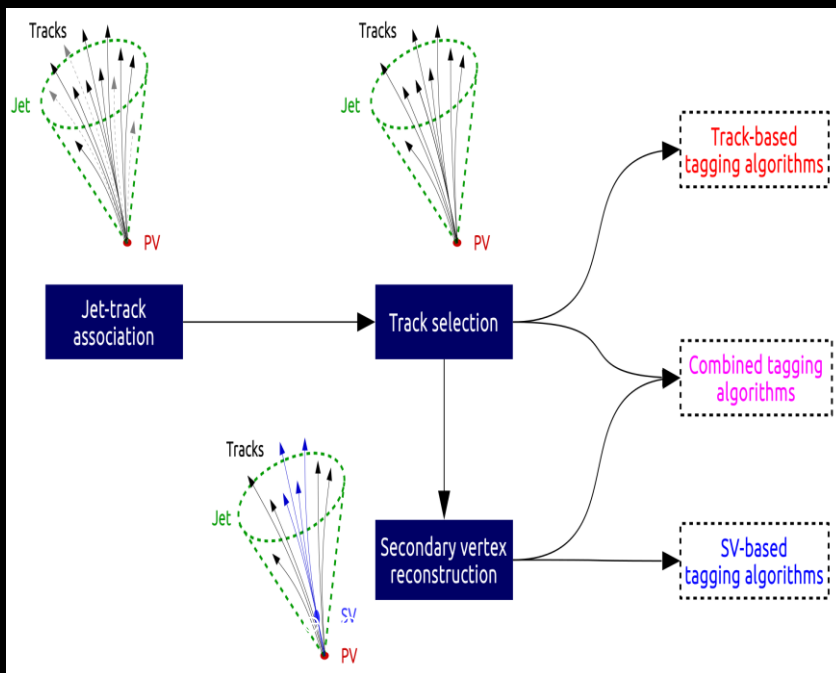 Tracks
Jet
PV
Tracks
Jet
PV
Jet-track
association
Track selection
Tracks
Jet
SV
PV
Secondary vertex
reconstruction
Track-based
tagging algorithms
Combined tagging
algorithms
SV-based
tagging algorithms